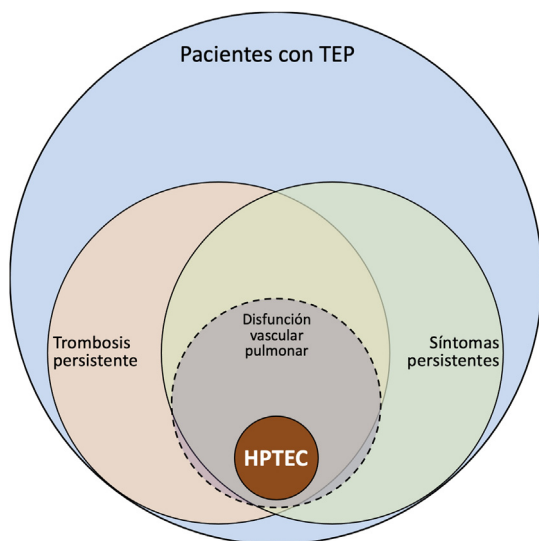 Pacientes con TEP
Disfunción
vascular
pulmonar
Trombosis
persistente
Síntomas
persistentes
HPTEC